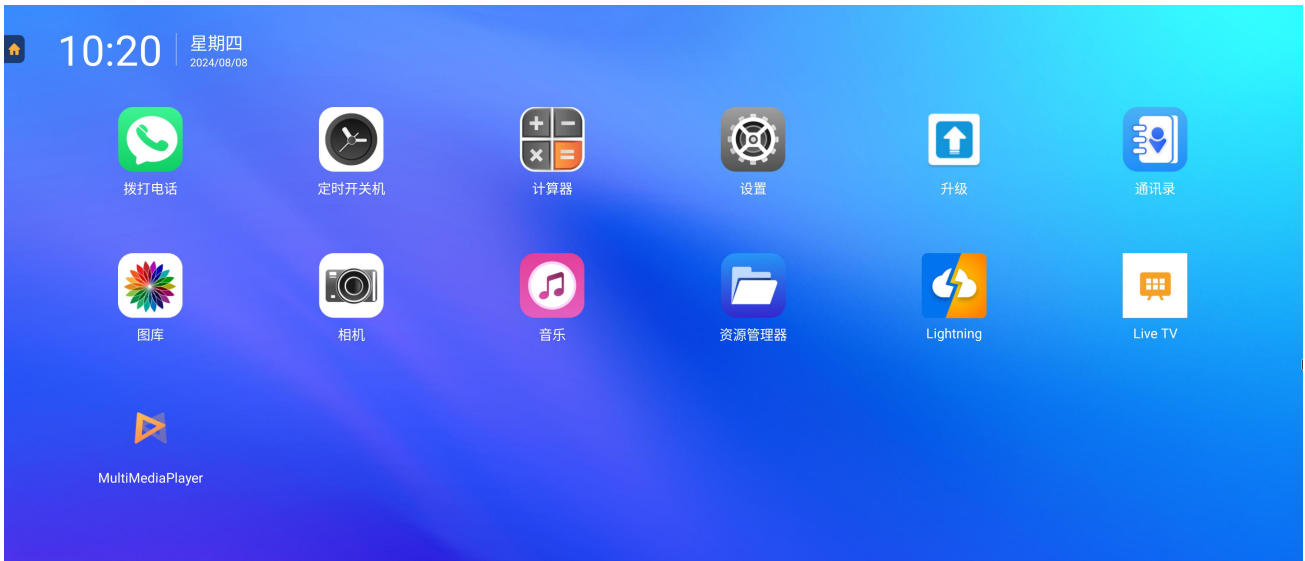 10:20
星期四
2024/08/08
拨打电话
定时开关机
计算器
设置
升级
通讯录
图库
相机
音乐
资源管理器
Lightning
Live TV
MultiMediaPlayer